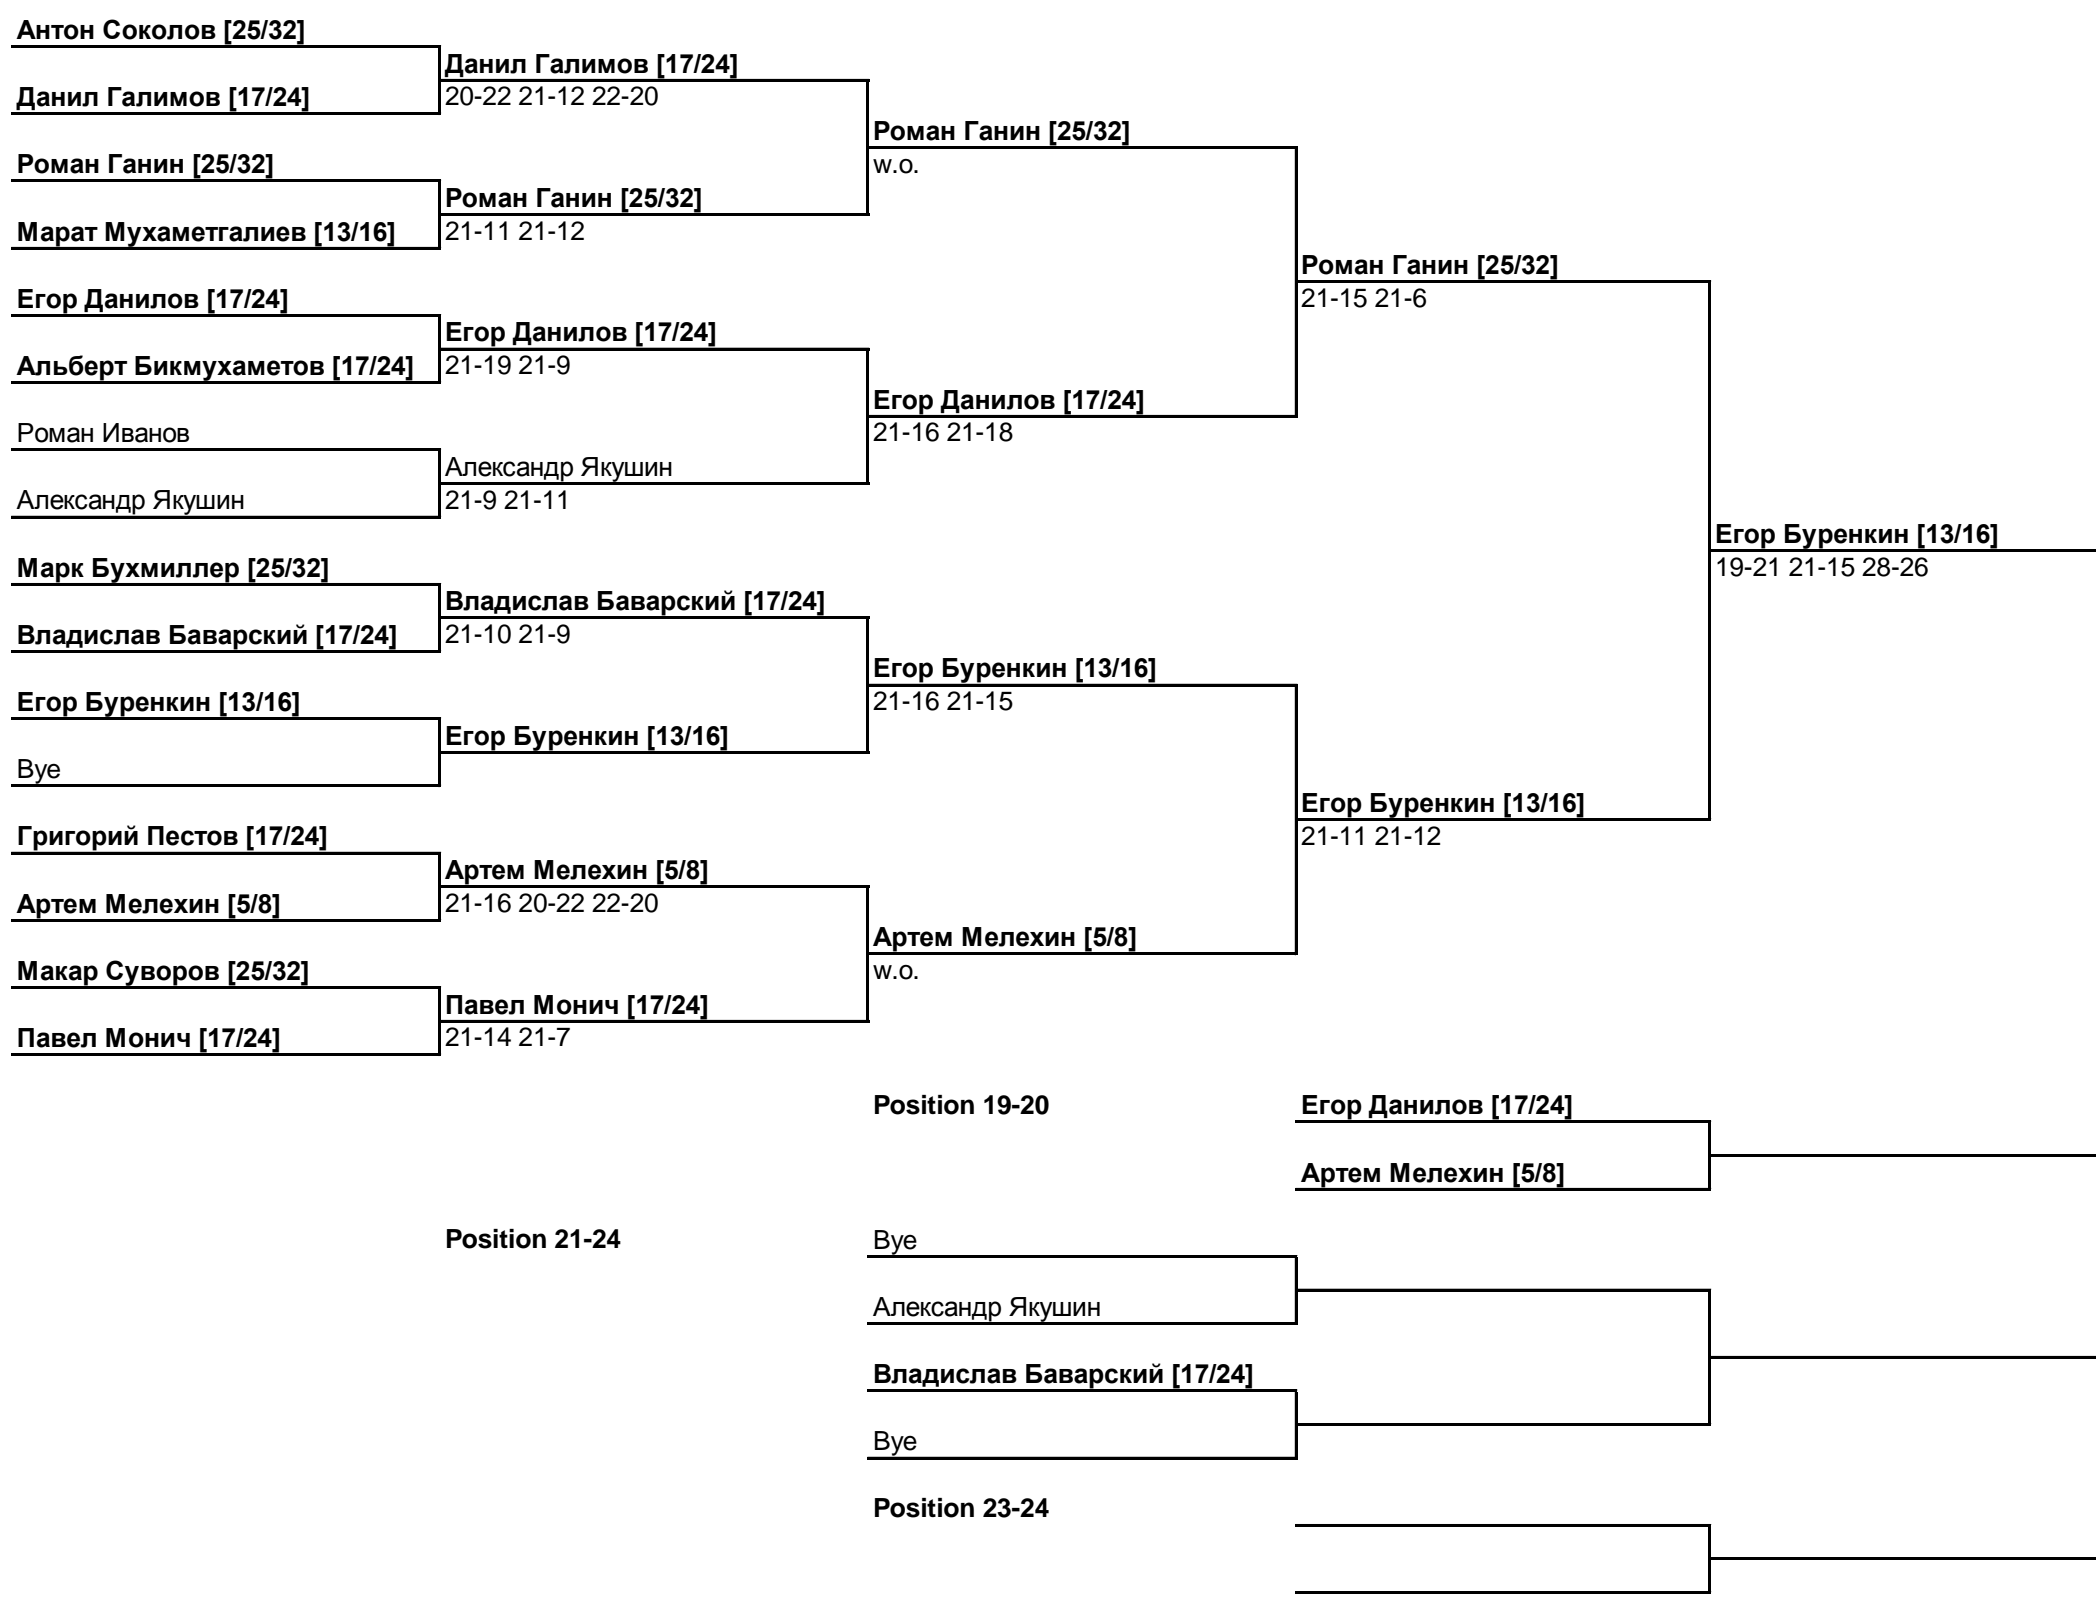 Антон Соколов [25/32]
Данил Галимов [17/24]
Данил Галимов [17/24]
20-22 21-12 22-20
Роман Ганин [25/32]
Роман Ганин [25/32]
w.o.
Роман Ганин [25/32]
Марат Мухаметгалиев [13/16]
21-11 21-12
Роман Ганин [25/32]
Егор Данилов [17/24]
21-15 21-6
Егор Данилов [17/24]
Альберт Бикмухаметов [17/24]
21-19 21-9
Егор Данилов [17/24]
Роман Иванов
21-16 21-18
Александр Якушин
Александр Якушин
21-9 21-11
Егор Буренкин [13/16]
Марк Бухмиллер [25/32]
19-21 21-15 28-26
Владислав Баварский [17/24]
Владислав Баварский [17/24]
21-10 21-9
Егор Буренкин [13/16]
Егор Буренкин [13/16]
21-16 21-15
Егор Буренкин [13/16]
Bye
Егор Буренкин [13/16]
Григорий Пестов [17/24]
21-11 21-12
Артем Мелехин [5/8]
Артем Мелехин [5/8]
21-16 20-22 22-20
Артем Мелехин [5/8]
Макар Суворов [25/32]
w.o.
Павел Монич [17/24]
Павел Монич [17/24]
21-14 21-7
Position 19-20
Егор Данилов [17/24]
Артем Мелехин [5/8]
Position 21-24
Bye
Александр Якушин
Владислав Баварский [17/24]
Bye
Position 23-24